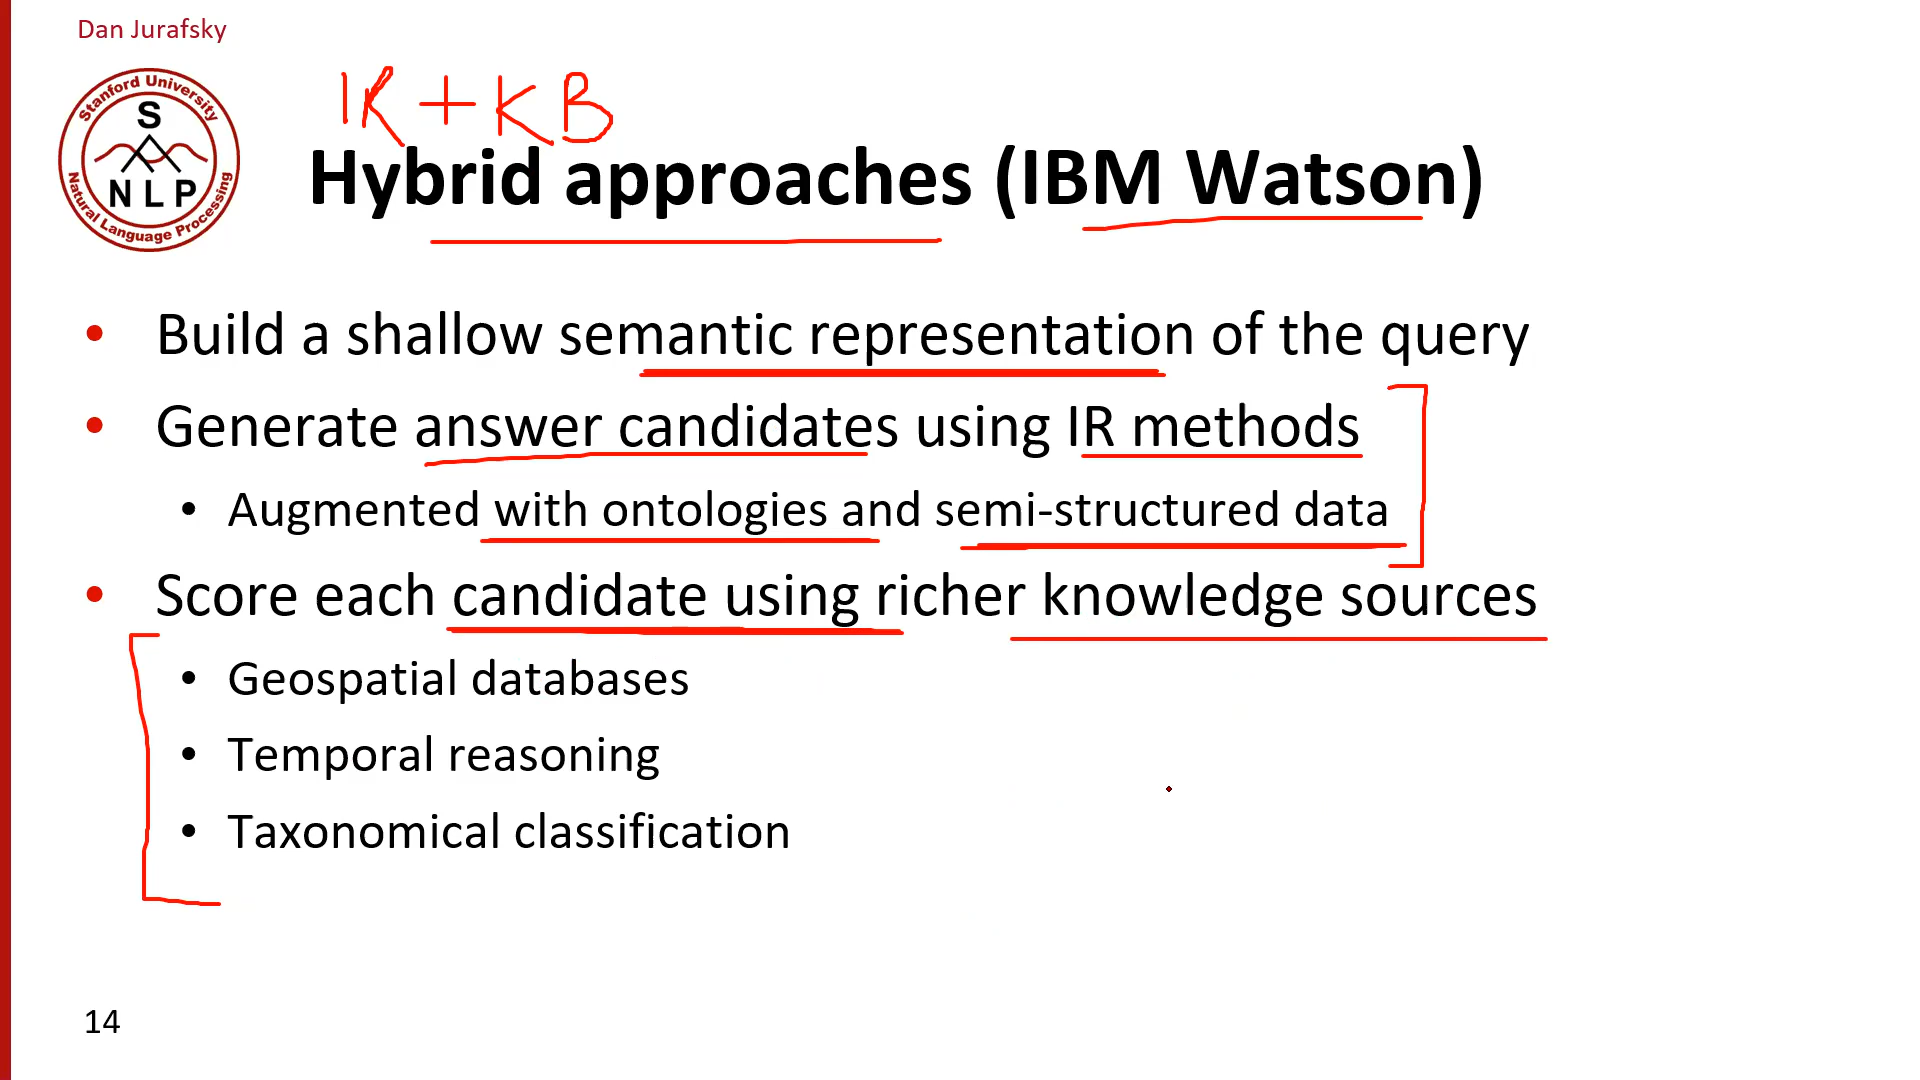 Dan Jurafsky
Stanford University
S
NLP
Natural Language Processing
IR + KB
Hybrid approaches (IBM Watson)
• Build a shallow semantic representation of the query
• Generate answer candidates using IR methods
• Augmented with ontologies and semi-structured data
• Score each candidate using richer knowledge sources
• Geospatial databases
• Temporal reasoning
• Taxonomical classification
14